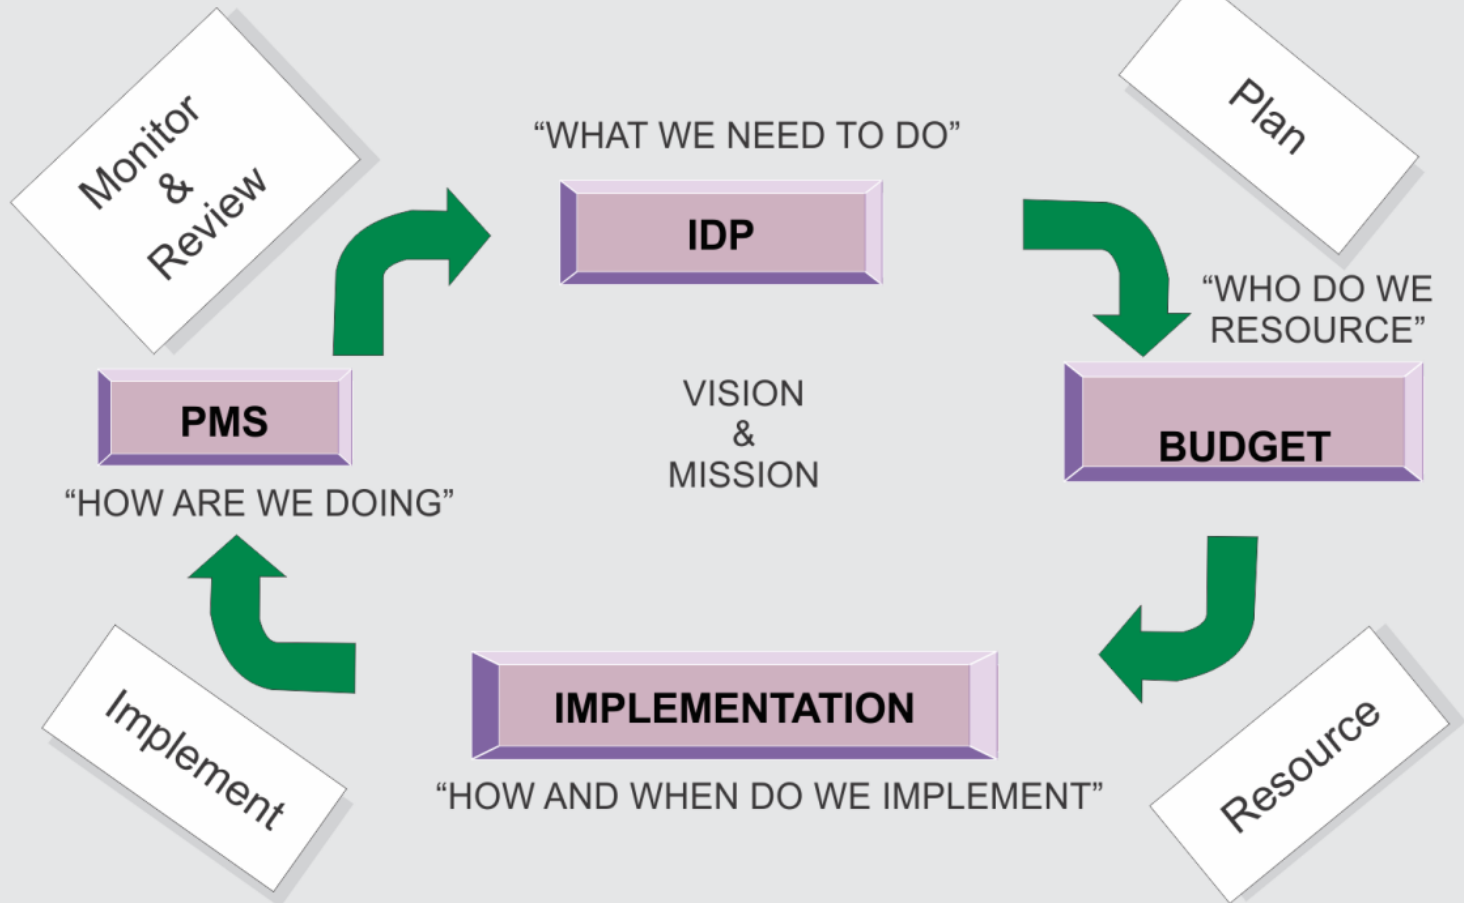 Monitor
&
Review
Plan
“WHAT WE NEED TO DO”
IDP
“WHO DO WE
RESOURCE”
VISION
&
MISSION
PMS
BUDGET
“HOW ARE WE DOING”
Implement
IMPLEMENTATION
“HOW AND WHEN DO WE IMPLEMENT”
Resource